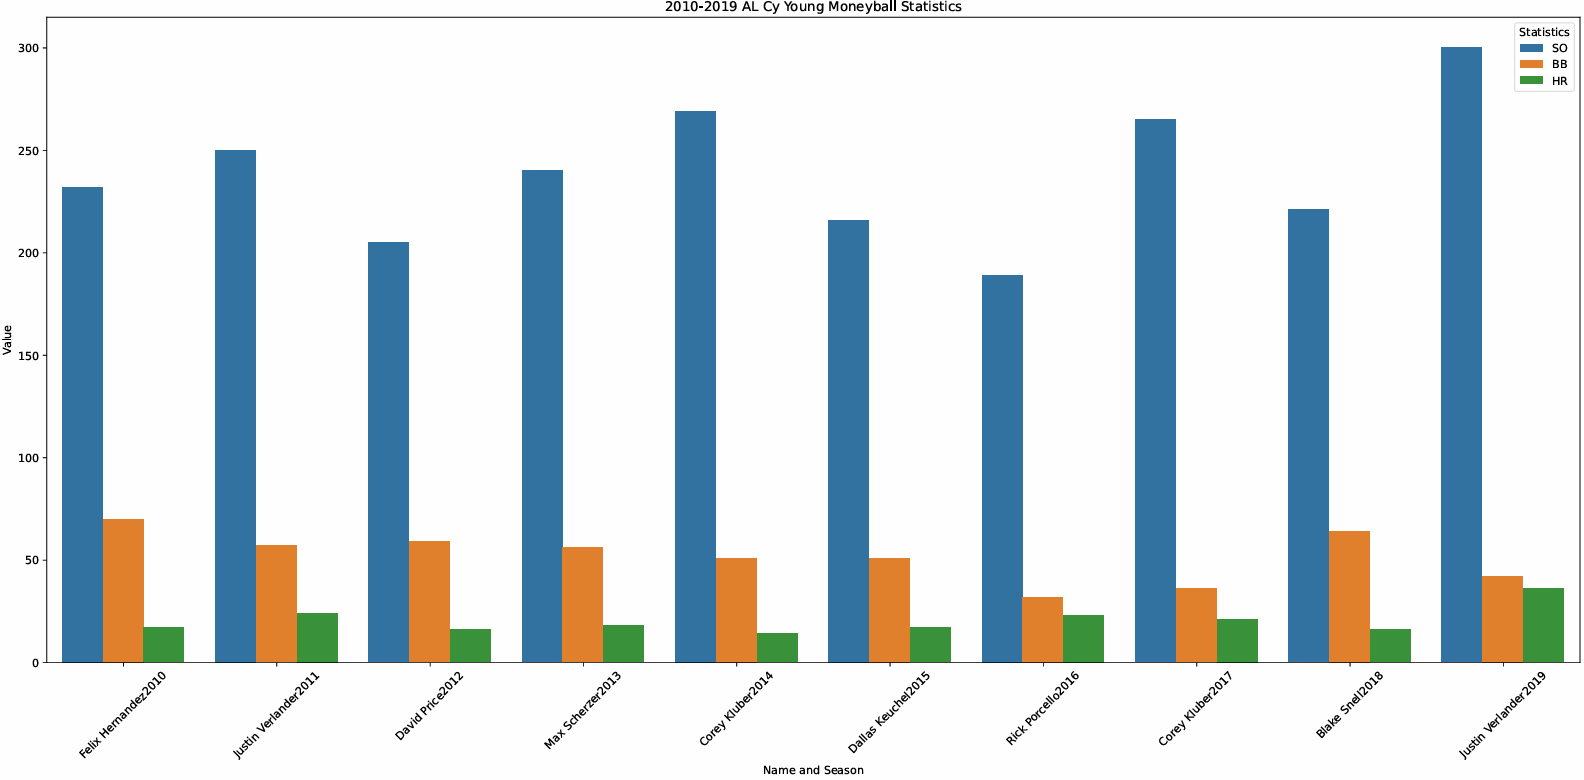 2010-2019 AL Cy Young Moneyball Statistics
Statistics
SO
BB
HR
300
250
200
150
100
50
0
Value
Felix Hernandez2010
Justin Verlander2011
David Price2012
Max Scherzer2013
Corey Kluber2014
Dallas Keuchel2015
Rick Porcello2016
Corey Kluber2017
Blake Snell2018
Justin Verlander2019
Name and Season